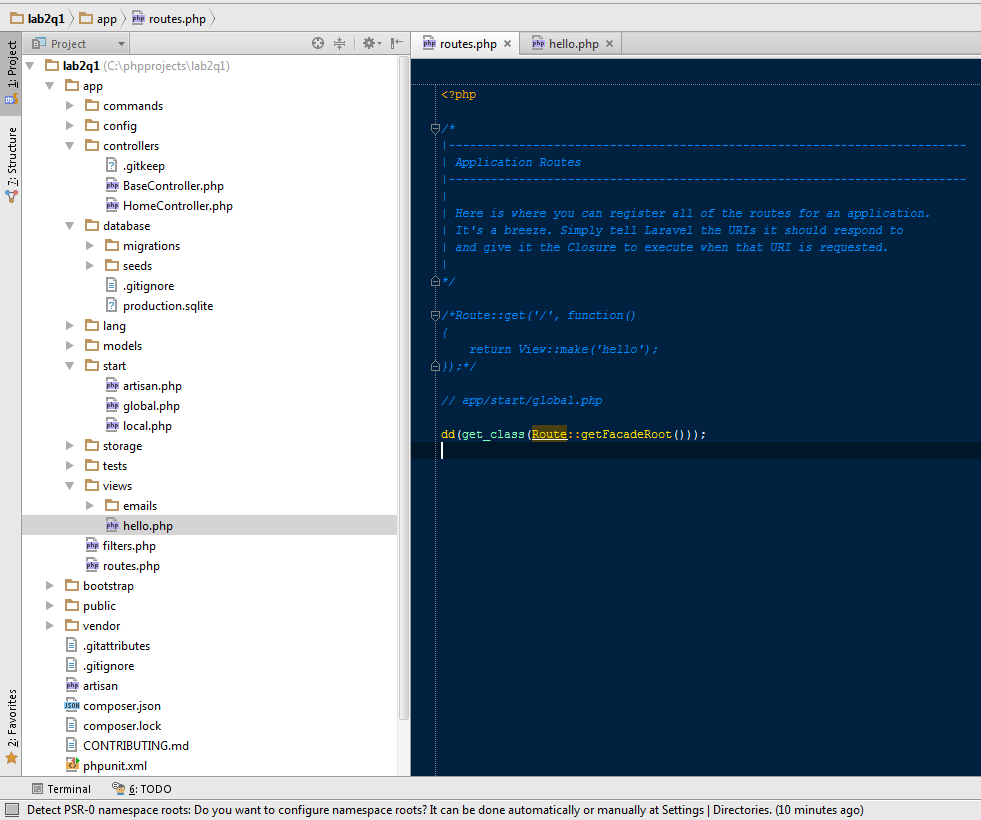 lab2q1 app routes.php
1: Project
7: Structure
2: Favorites
Project
lab2q1 (C:\phpprojects\lab2q1)
app
commands
config
controllers
.gitkeep
BaseController.php
HomeController.php
database
migrations
seeds
.gitignore
production.sqlite
lang
models
start
artisan.php
global.php
local.php
storage
tests
views
emails
hello.php
filters.php
routes.php
bootstrap
public
vendor
.gitattributes
.gitignore
artisan
composer.json
composer.lock
CONTRIBUTING.md
phpunit.xml
routes.php hello.php
<?php
/*
|--------------------------------------------------------------------------
| Application Routes
|--------------------------------------------------------------------------
|
| Here is where you can register all of the routes for an application.
| It's a breeze. Simply tell Laravel the URIs it should respond to
| and give it the Closure to execute when that URI is requested.
|
*/
/*Route::get('/', function()
{
return View::make('hello');
});*/
// app/start/global.php
dd(get_class(Route::getFacadeRoot()));
Terminal 6: TODO
Detect PSR-0 namespace roots: Do you want to configure namespace roots? It can be done automatically or manually at Settings | Directories. (10 minutes ago)